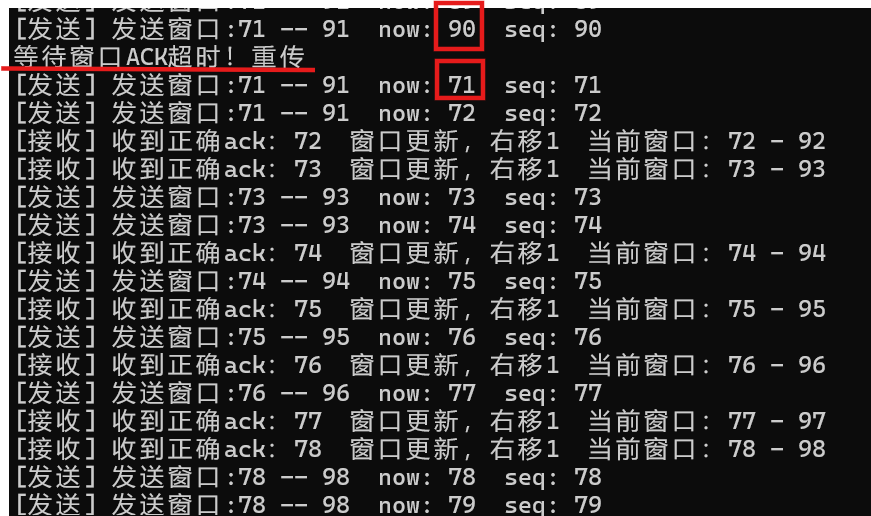 [发送] 发送窗口:71 -- 91 now: 90 seq: 90
等待窗口ACK超时! 重传
[发送] 发送窗口:71 -- 91 now: 71 seq: 71
[发送] 发送窗口:71 -- 91 now: 72 seq: 72
[接收] 收到正确ack: 72 窗口更新, 右移1 当前窗口: 72 - 92
[接收] 收到正确ack: 73 窗口更新, 右移1 当前窗口: 73 - 93
[发送] 发送窗口:73 -- 93 now: 73 seq: 73
[发送] 发送窗口:73 -- 93 now: 74 seq: 74
[接收] 收到正确ack: 74 窗口更新, 右移1 当前窗口: 74 - 94
[发送] 发送窗口:74 -- 94 now: 75 seq: 75
[接收] 收到正确ack: 75 窗口更新, 右移1 当前窗口: 75 - 95
[发送] 发送窗口:75 -- 95 now: 76 seq: 76
[接收] 收到正确ack: 76 窗口更新, 右移1 当前窗口: 76 - 96
[发送] 发送窗口:76 -- 96 now: 77 seq: 77
[接收] 收到正确ack: 77 窗口更新, 右移1 当前窗口: 77 - 97
[接收] 收到正确ack: 78 窗口更新, 右移1 当前窗口: 78 - 98
[发送] 发送窗口:78 -- 98 now: 78 seq: 78
[发送] 发送窗口:78 -- 98 now: 79 seq: 79